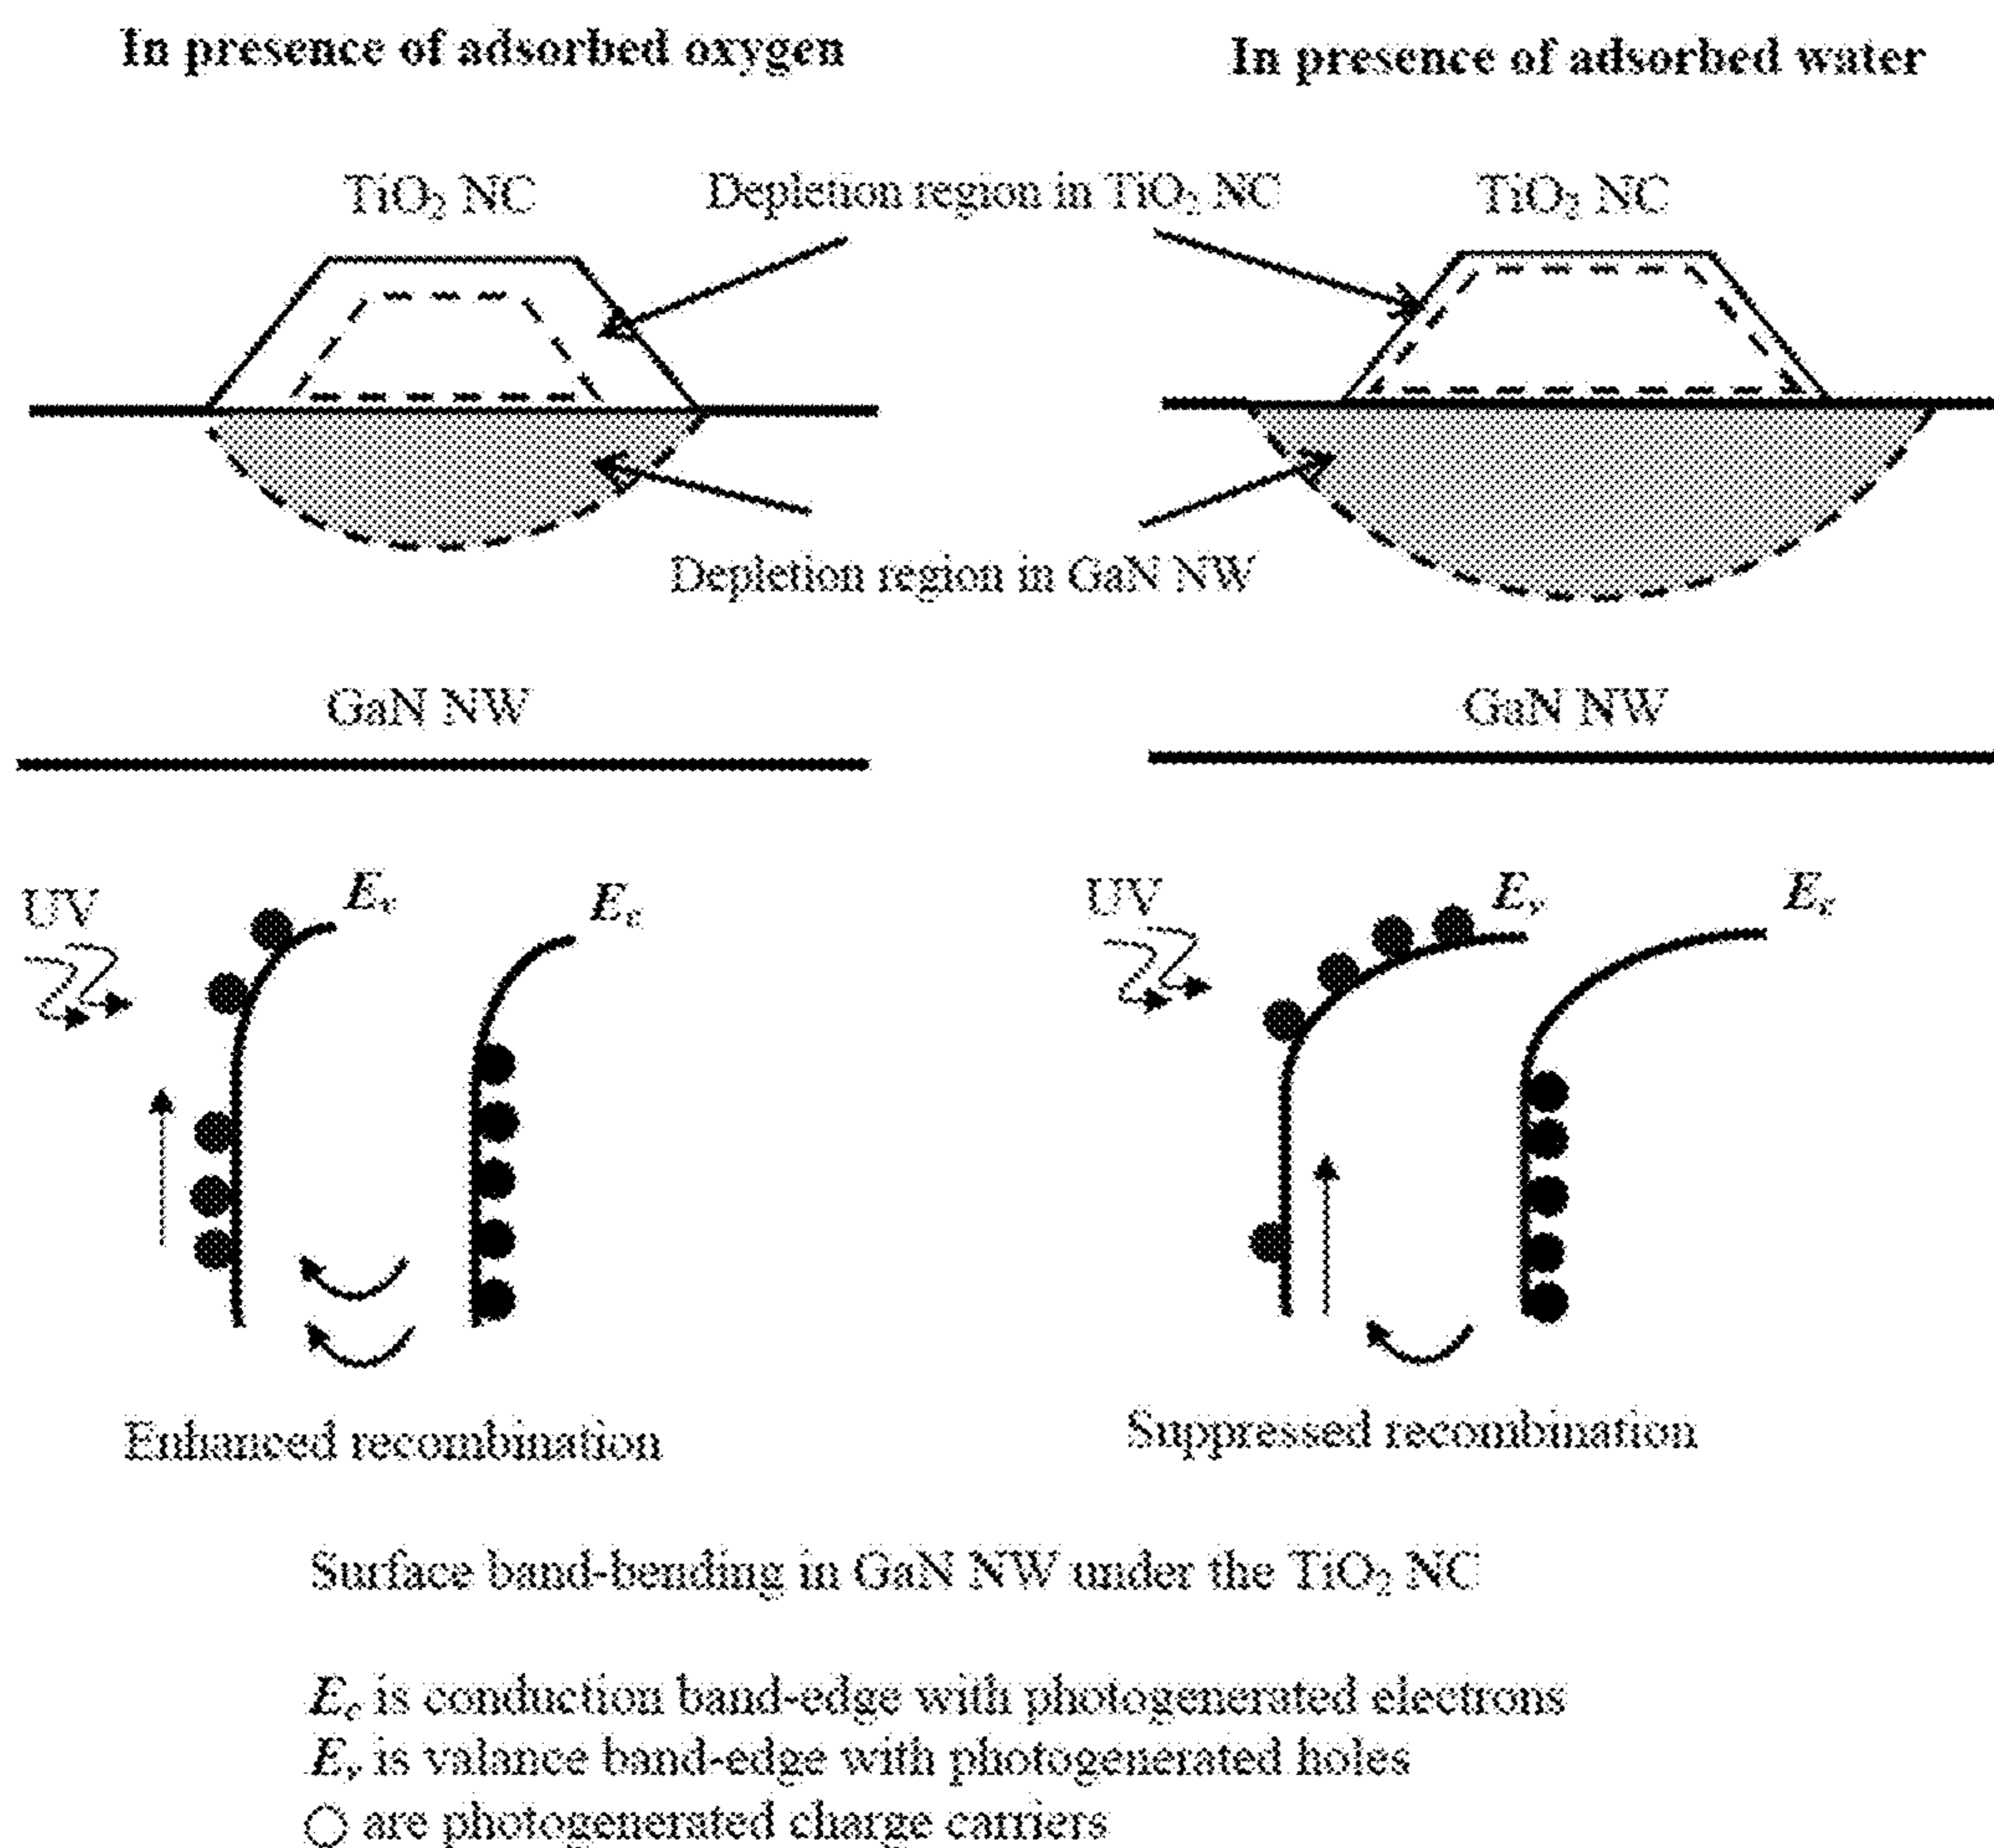 In presence of adsorbed oxygen
In presence of adsorbed water
TiO₂ NC
Depletion region in TiO₂ NC
TiO₂ NC
Depletion region in GaN NW
GaN NW
GaN NW
UV
Eᵥ
E꜀
UV
Eᵥ
E꜀
Enhanced recombination
Suppressed recombination
Surface band-bending in GaN NW under the TiO₂ NC
E꜀ is conduction band-edge with photogenerated electrons
Eᵥ is valance band-edge with photogenerated holes
○ are photogenerated charge carriers